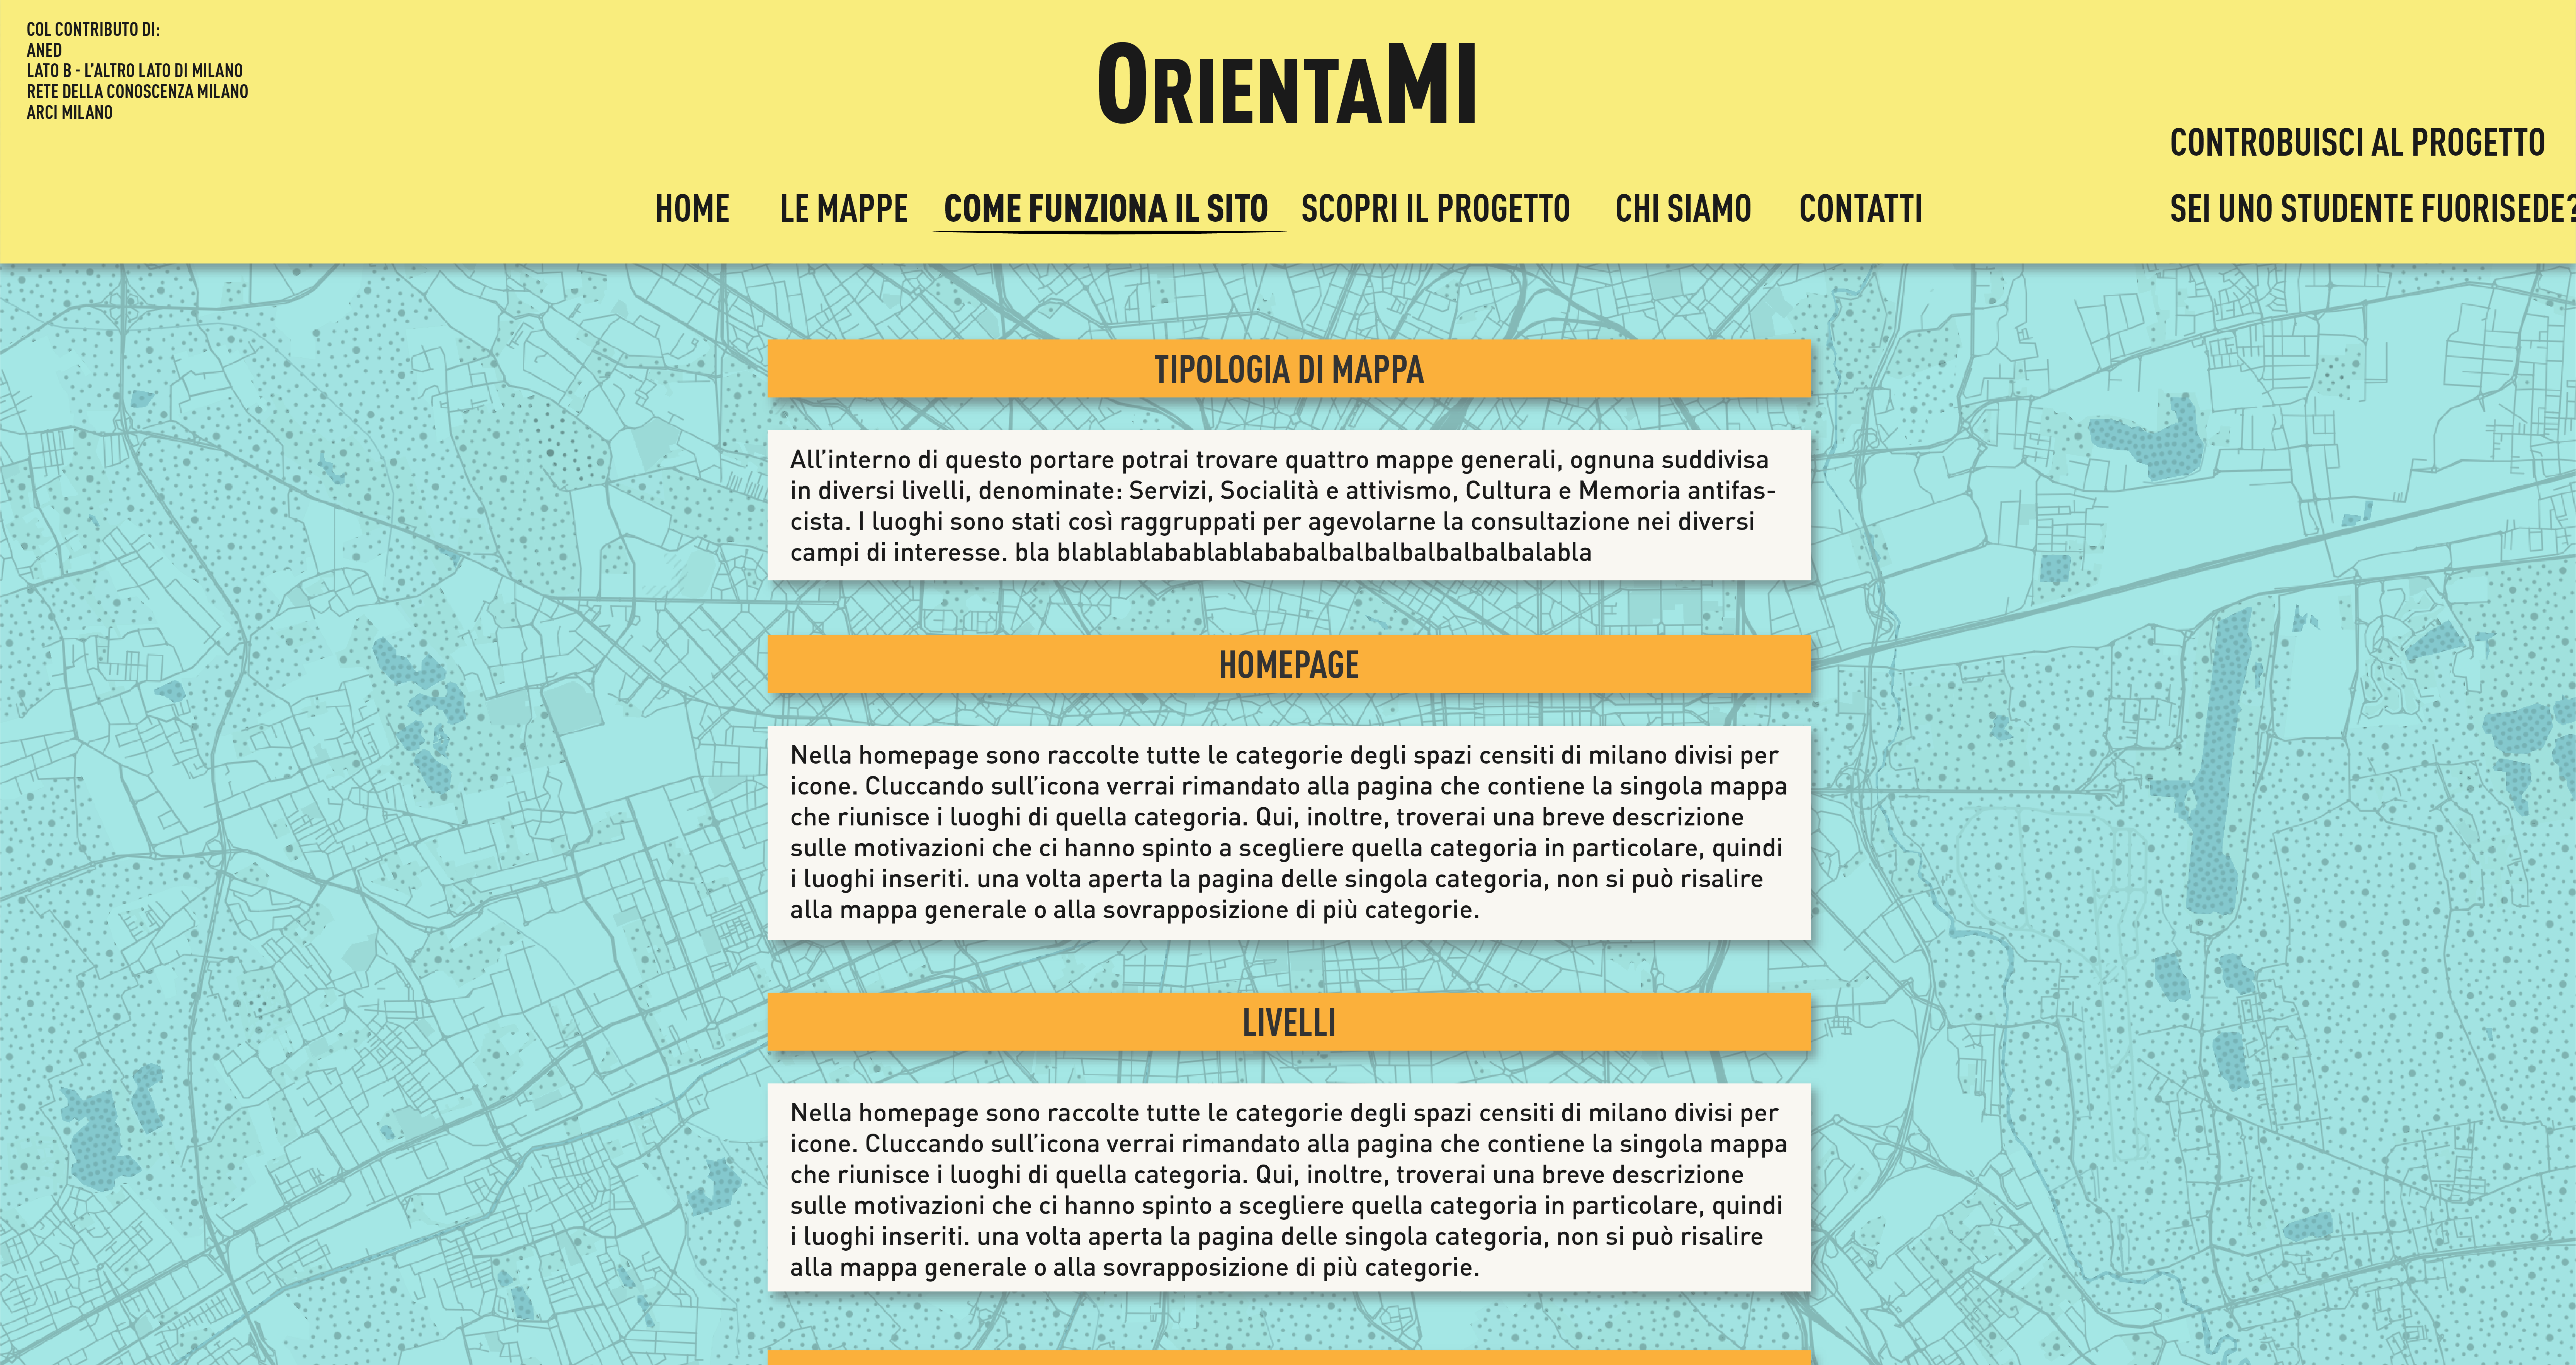 COL CONTRIBUTO DI:
ANED
LATO B - L'ALTRO LATO DI MILANO
RETE DELLA CONOSCENZA MILANO
ARCI MILANO
ORIENTAMI
CONTROBUISCI AL PROGETTO
HOME LE MAPPE COME FUNZIONA IL SITO SCOPRI IL PROGETTO CHI SIAMO CONTATTI SEI UNO STUDENTE FUORISEDE?
TIPOLOGIA DI MAPPA
All'interno di questo portare potrai trovare quattro mappe generali, ognuna suddivisa
in diversi livelli, denominate: Servizi, Socialità e attivismo, Cultura e Memoria antifas-
cista. I luoghi sono stati così raggruppati per agevolarne la consultazione nei diversi
campi di interesse. bla blablablabablablababalbalbalbalbalbalbalabla
HOMEPAGE
Nella homepage sono raccolte tutte le categorie degli spazi censiti di milano divisi per
icone. Cluccando sull'icona verrai rimandato alla pagina che contiene la singola mappa
che riunisce i luoghi di quella categoria. Qui, inoltre, troverai una breve descrizione
sulle motivazioni che ci hanno spinto a scegliere quella categoria in particolare, quindi
i luoghi inseriti. una volta aperta la pagina delle singola categoria, non si può risalire
alla mappa generale o alla sovrapposizione di più categorie.
LIVELLI
Nella homepage sono raccolte tutte le categorie degli spazi censiti di milano divisi per
icone. Cluccando sull'icona verrai rimandato alla pagina che contiene la singola mappa
che riunisce i luoghi di quella categoria. Qui, inoltre, troverai una breve descrizione
sulle motivazioni che ci hanno spinto a scegliere quella categoria in particolare, quindi
i luoghi inseriti. una volta aperta la pagina delle singola categoria, non si può risalire
alla mappa generale o alla sovrapposizione di più categorie.